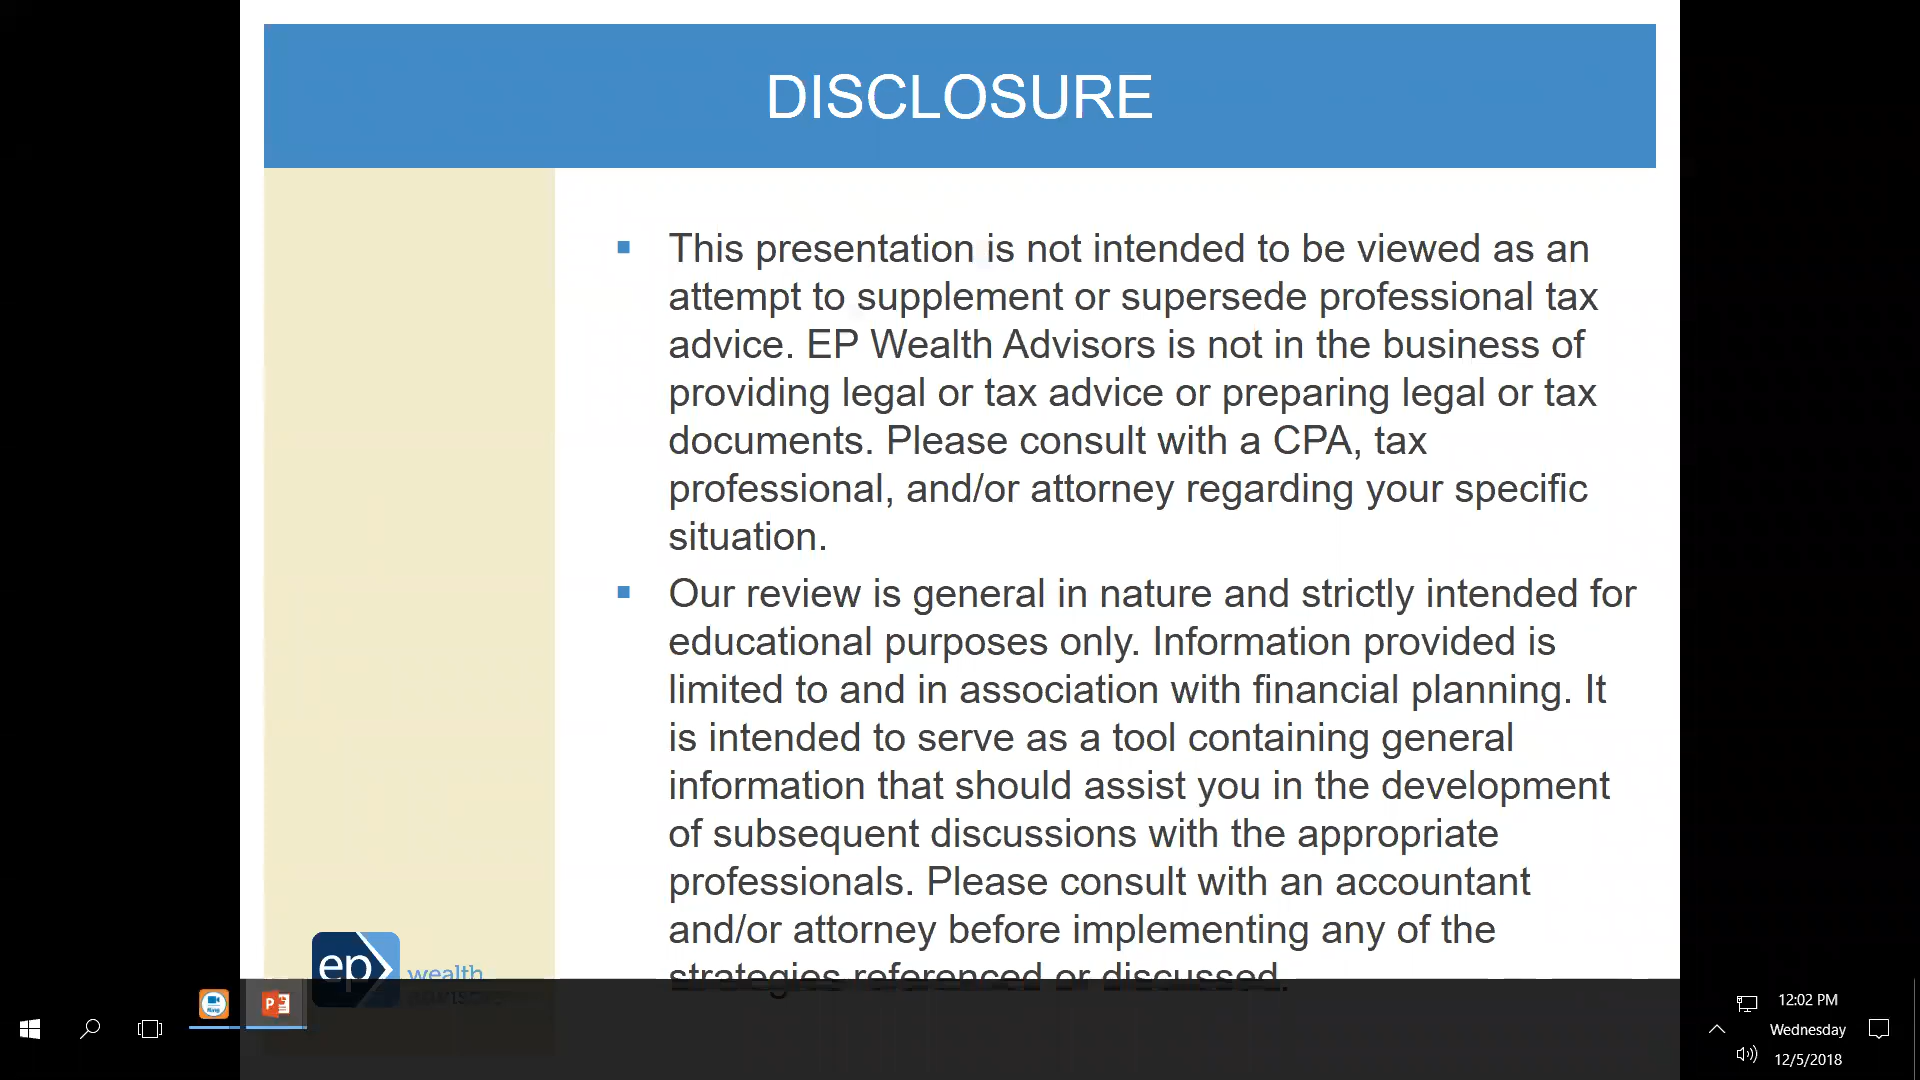 DISCLOSURE
This presentation is not intended to be viewed as an
attempt to supplement or supersede professional tax
advice. EP Wealth Advisors is not in the business of
providing legal or tax advice or preparing legal or tax
documents. Please consult with a CPA, tax
professional, and/or attorney regarding your specific
situation.
Our review is general in nature and strictly intended for
educational purposes only. Information provided is
limited to and in association with financial planning. It
is intended to serve as a tool containing general
information that should assist you in the development
of subsequent discussions with the appropriate
professionals. Please consult with an accountant
and/or attorney before implementing any of the
strategies referenced or discussed.
ep wealth
12:02 PM
Wednesday
12/5/2018